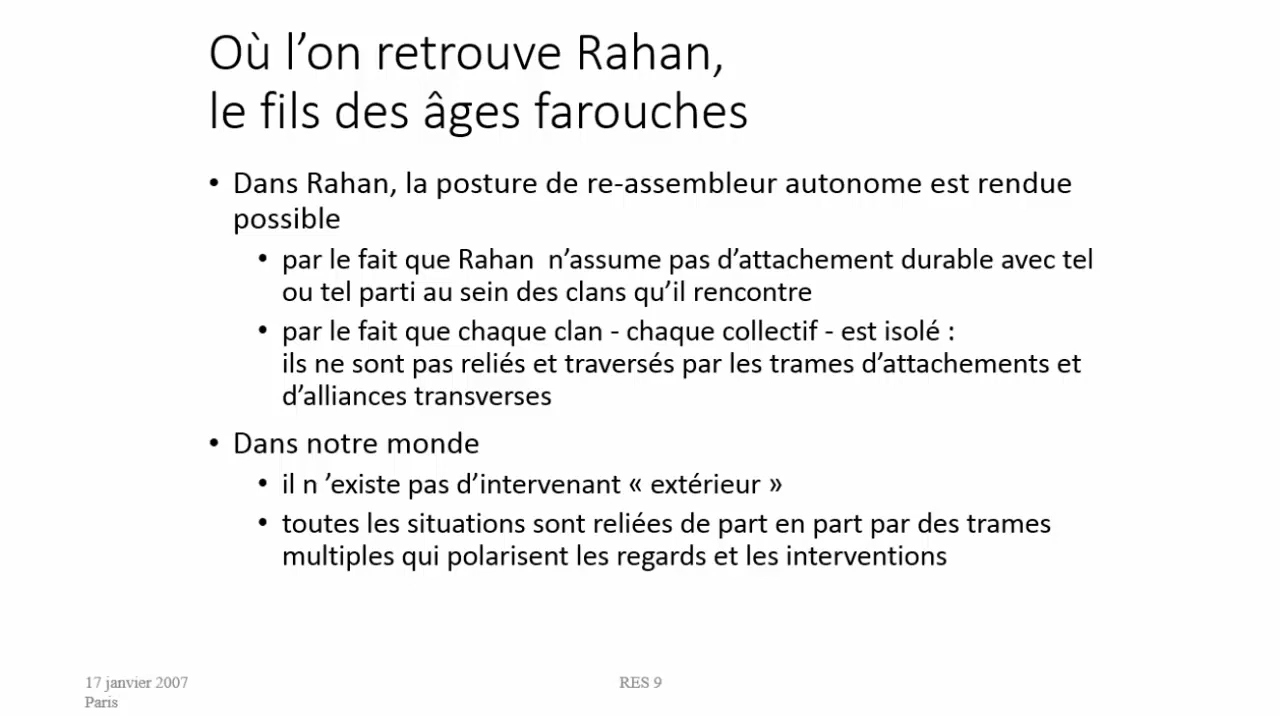 Où l’on retrouve Rahan,
le fils des âges farouches
• Dans Rahan, la posture de re-assembleur autonome est rendue
possible
• par le fait que Rahan  n’assume pas d’attachement durable avec tel
ou tel parti au sein des clans qu’il rencontre
• par le fait que chaque clan - chaque collectif - est isolé :
ils ne sont pas reliés et traversés par les trames d’attachements et
d’alliances transverses
• Dans notre monde
• il n ’existe pas d’intervenant « extérieur »
• toutes les situations sont reliées de part en part par des trames
multiples qui polarisent les regards et les interventions
17 janvier 2007
Paris
RES 9